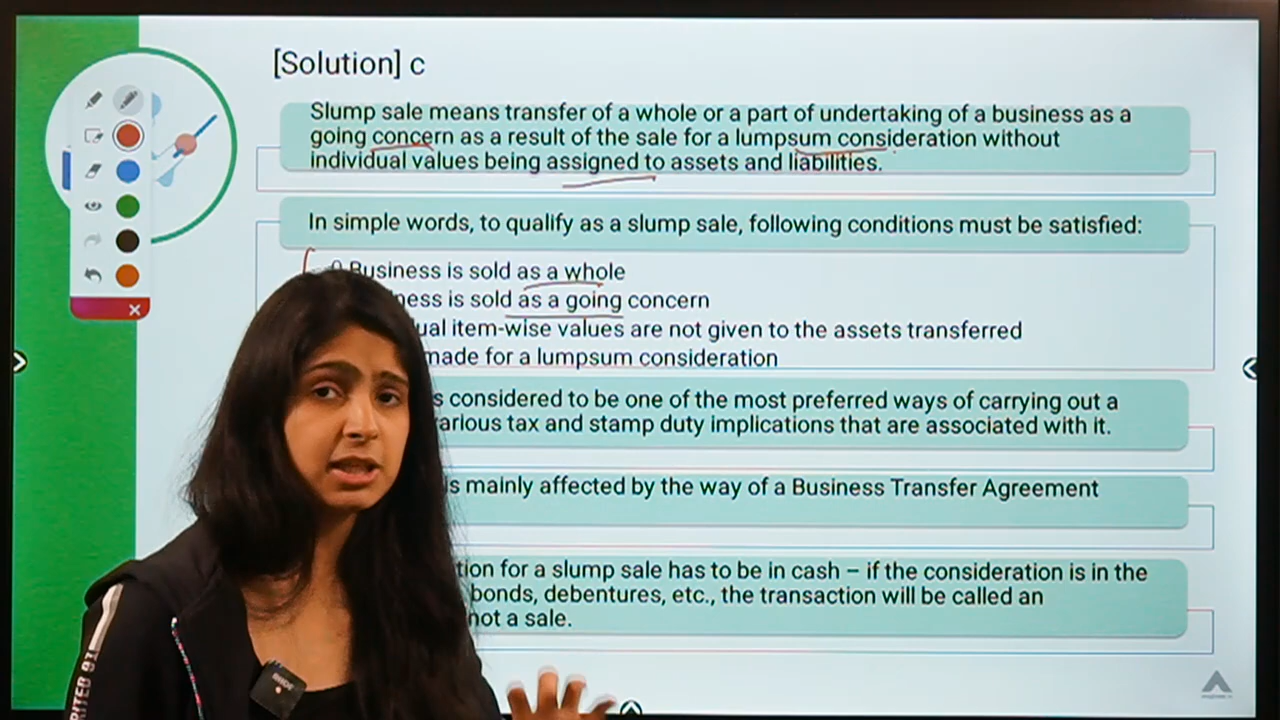 [Solution] c
Slump sale means transfer of a whole or a part of undertaking of a business as a
going concern as a result of the sale for a lumpsum consideration without
individual values being assigned to assets and liabilities.
In simple words, to qualify as a slump sale, following conditions must be satisfied:
Business is sold as a whole
ness is sold as a going concern
ual item-wise values are not given to the assets transferred
made for a lumpsum consideration
s considered to be one of the most preferred ways of carrying out a
various tax and stamp duty implications that are associated with it.
is mainly affected by the way of a Business Transfer Agreement
tion for a slump sale has to be in cash – if the consideration is in the
bonds, debentures, etc., the transaction will be called an
not a sale.